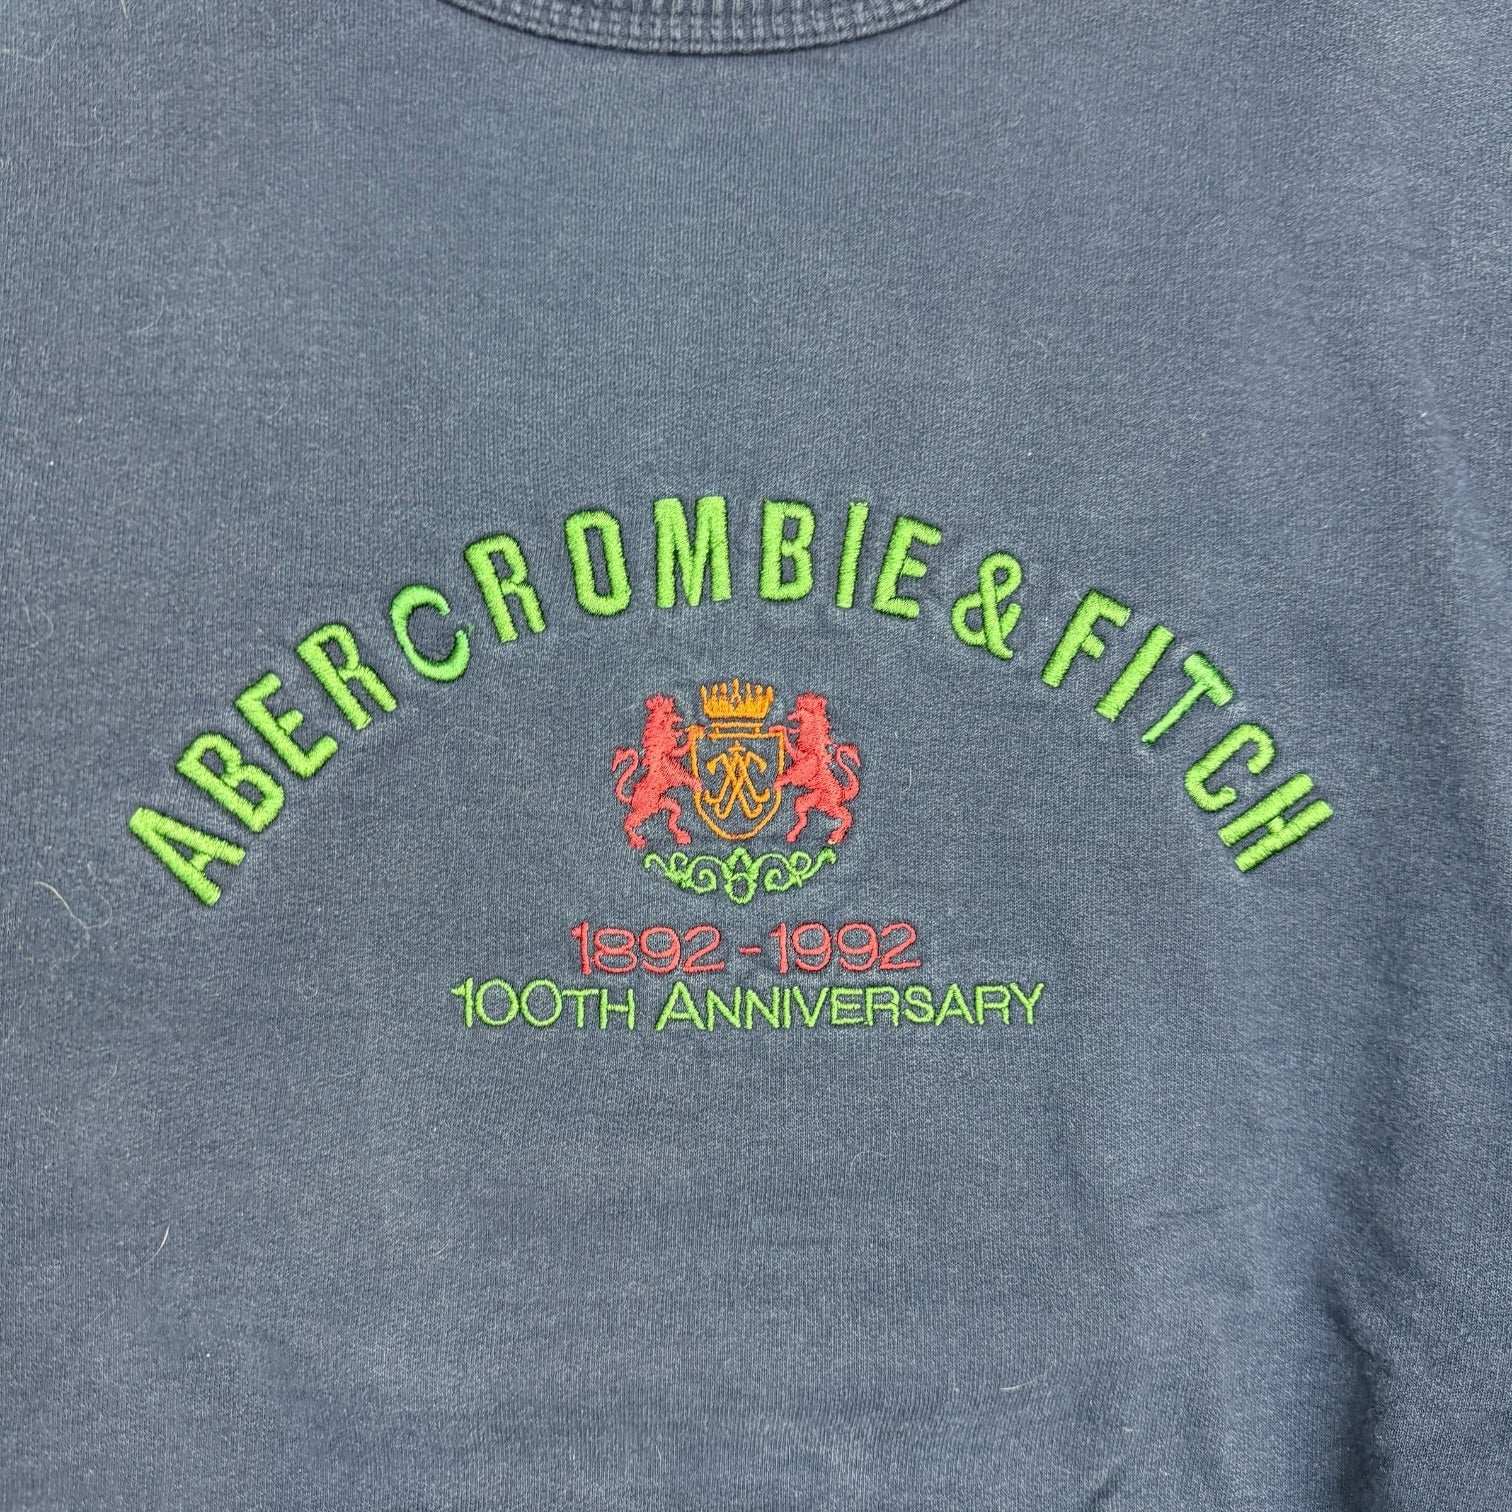 ABERCROMBIE & FITCH
1892-1992
100TH ANNIVERSARY